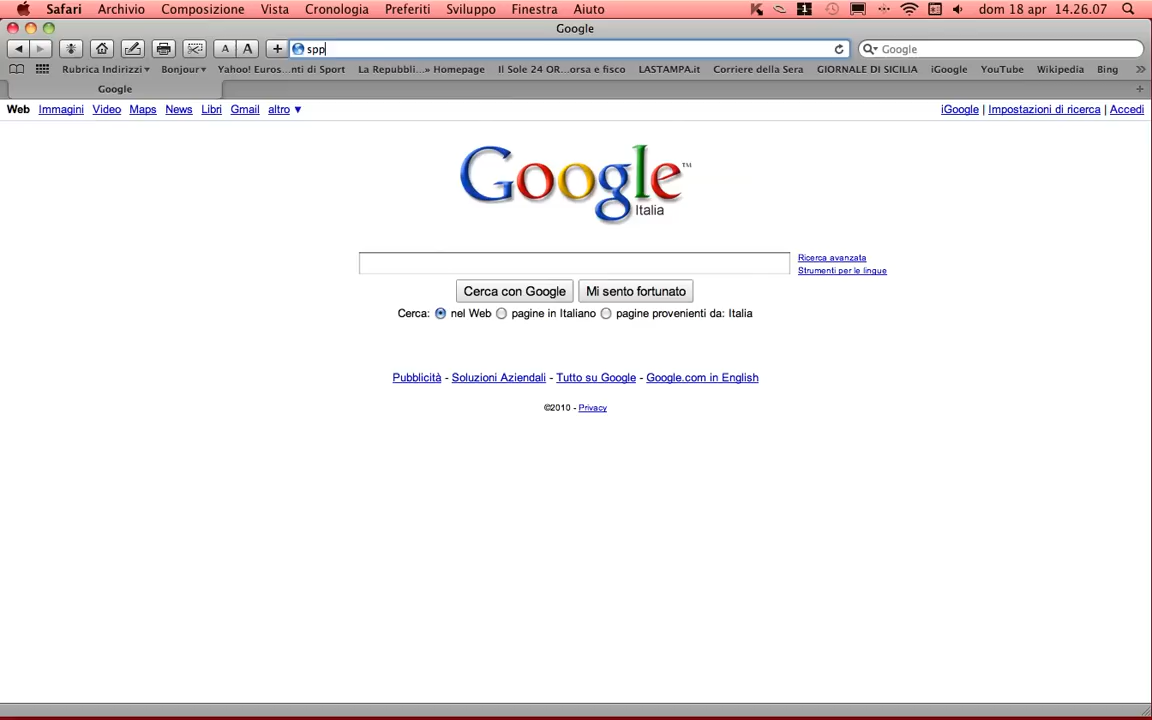 Safari Archivio Composizione Vista Cronologia Preferiti Sviluppo Finestra Aiuto 1 dom 18 apr 14.26.07
Google
A A + spp Google
Rubrica Indirizzi Bonjour Yahoo! Euros...nti di Sport La Repubbli...» Homepage Il Sole 24 OR...orsa e fisco LASTAMPA.it Corriere della Sera GIORNALE DI SICILIA iGoogle YouTube Wikipedia Bing »
Google +
Web Immagini Video Maps News Libri Gmail altro ▼ iGoogle | Impostazioni di ricerca | Accedi
Google™
Italia
Ricerca avanzata
Strumenti per le lingue
Cerca con Google Mi sento fortunato
Cerca: nel Web pagine in Italiano pagine provenienti da: Italia
Pubblicità - Soluzioni Aziendali - Tutto su Google - Google.com in English
©2010 - Privacy